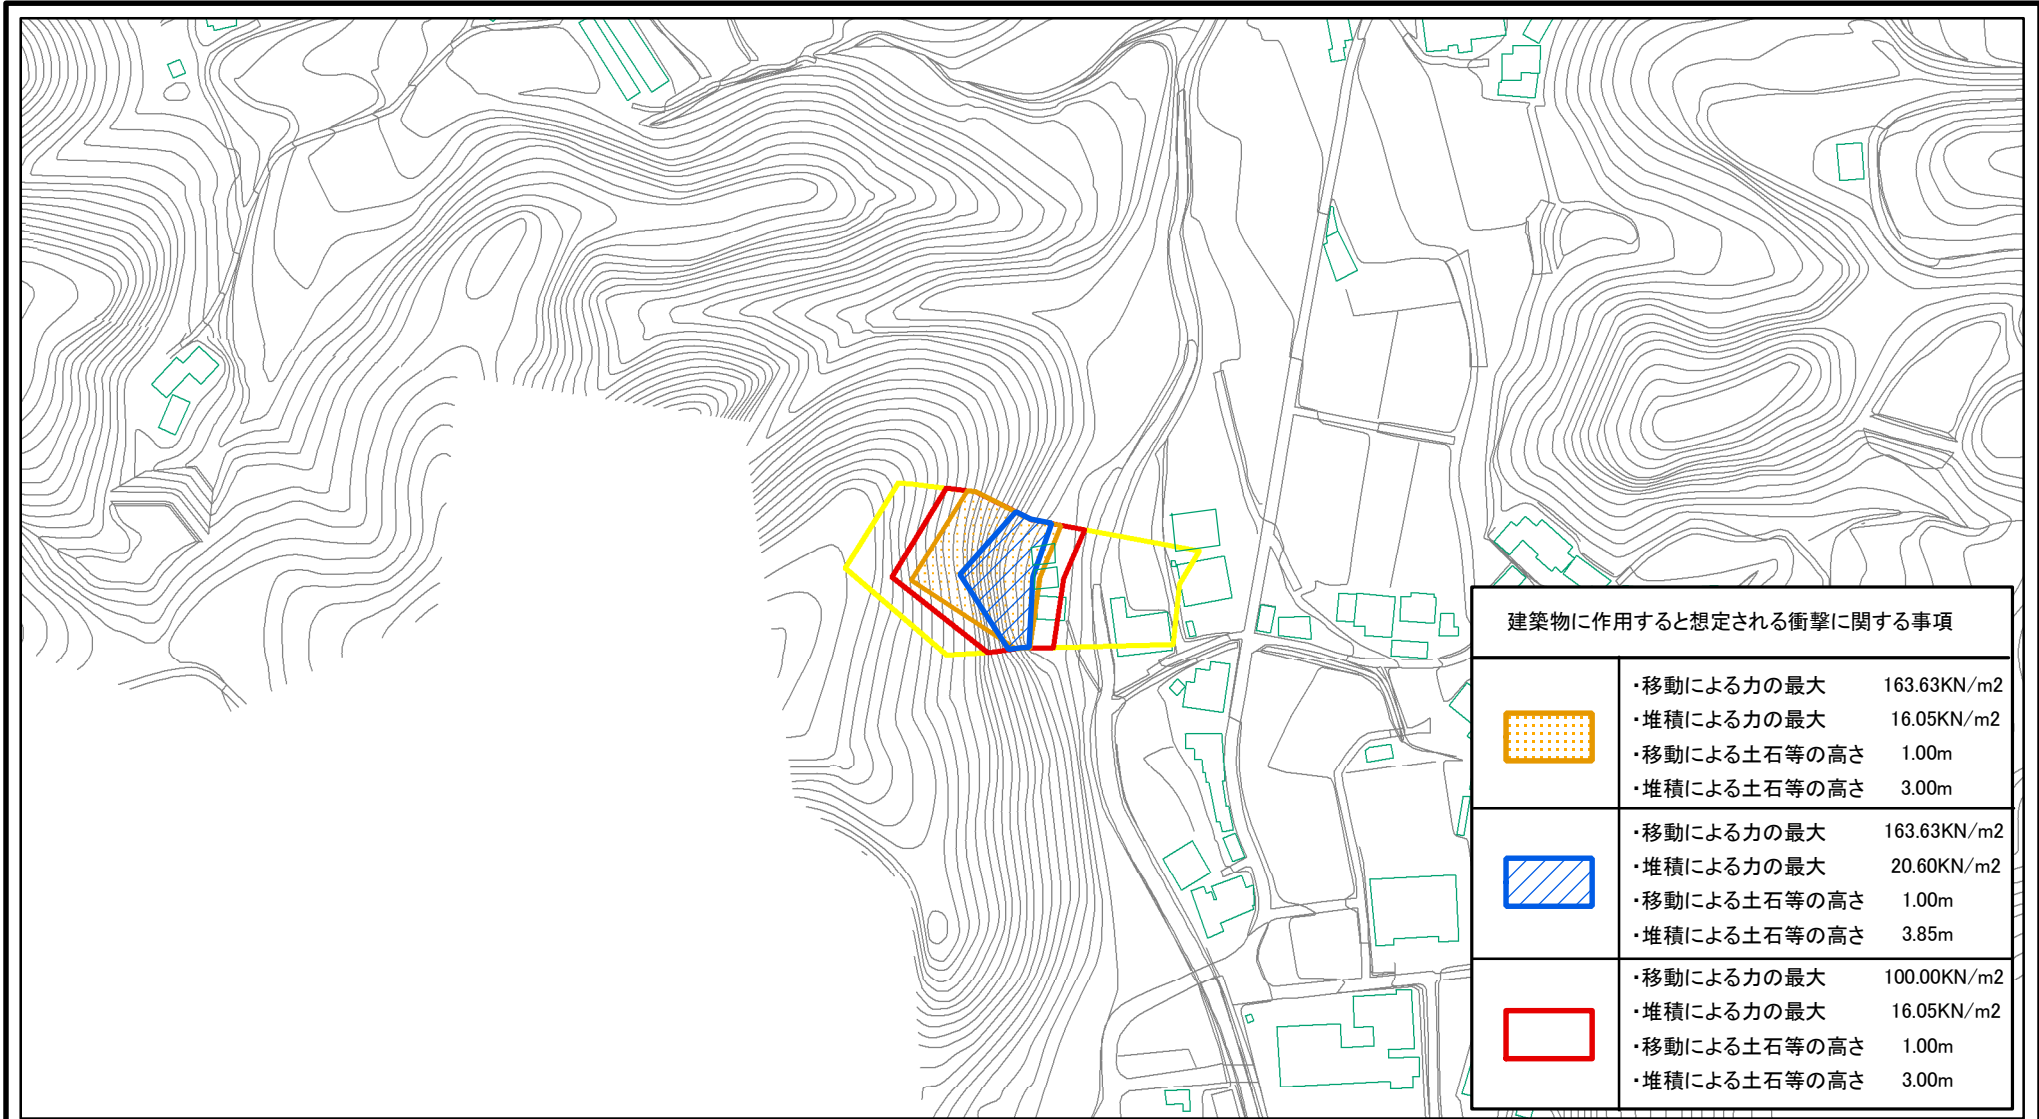 建築物に作用すると想定される衝撃に関する事項
・移動による力の最大 163.63KN/m2
・堆積による力の最大 16.05KN/m2
・移動による土石等の高さ 1.00m
・堆積による土石等の高さ 3.00m
・移動による力の最大 163.63KN/m2
・堆積による力の最大 20.60KN/m2
・移動による土石等の高さ 1.00m
・堆積による土石等の高さ 3.85m
・移動による力の最大 100.00KN/m2
・堆積による力の最大 16.05KN/m2
・移動による土石等の高さ 1.00m
・堆積による土石等の高さ 3.00m